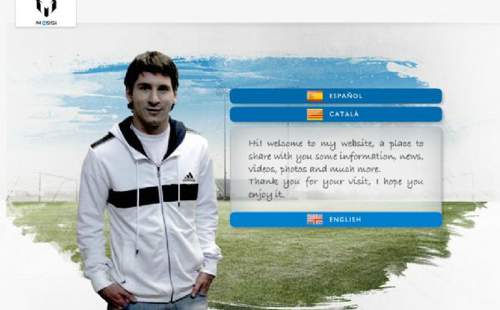 MESSI
ESPAÑOL
CATALÀ
Hi! welcome to my website, a place to
share with you some information, news,
videos, photos and much more.
Thank you for your visit, I hope you
enjoy it.
ENGLISH
adidas